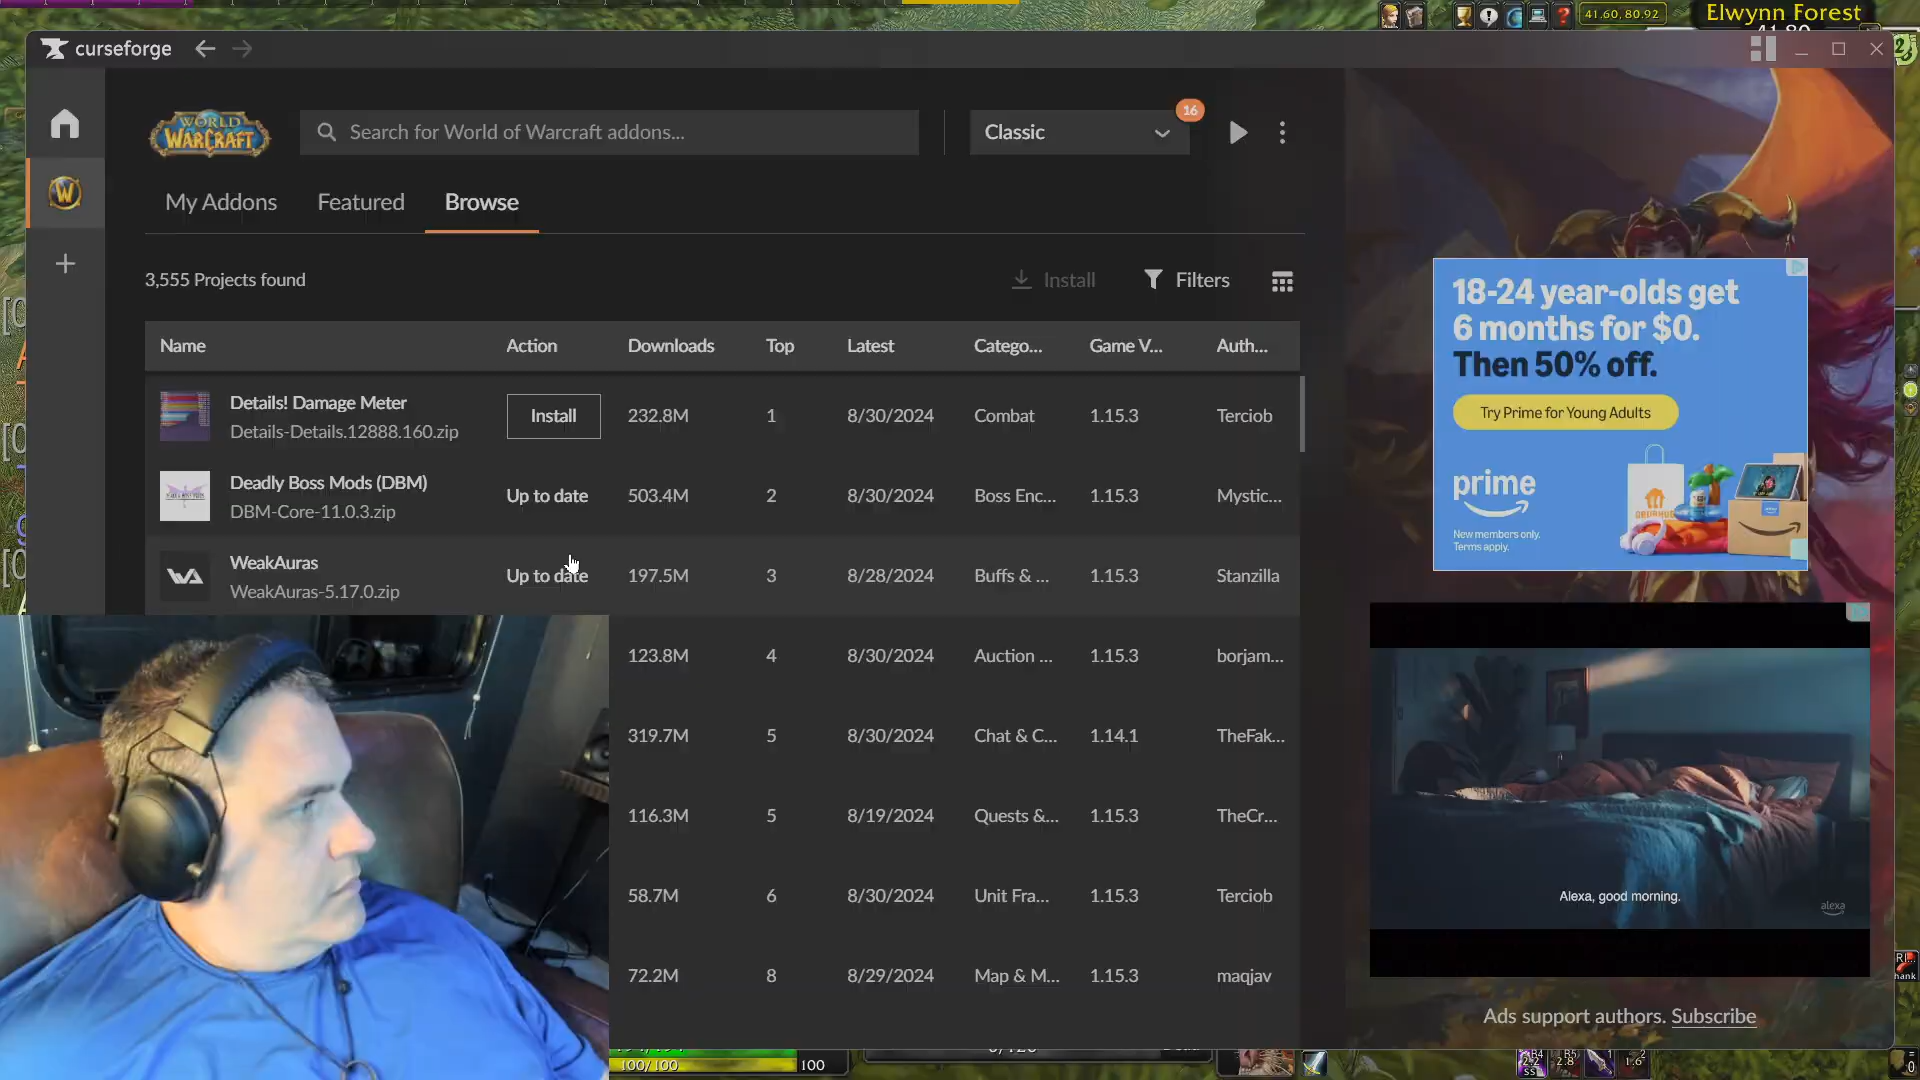 Elwynn Forest
41.60, 80.92
curseforge
16
WORLD
WARCRAFT
Search for World of Warcraft addons...
Classic
My Addons
Featured
Browse
3,555 Projects found
Install
Filters
Name
Action
Downloads
Top
Latest
Catego...
Game V...
Auth...
Details! Damage Meter
Details-Details.12888.160.zip
Install
232.8M
1
8/30/2024
Combat
1.15.3
Terciob
Deadly Boss Mods (DBM)
DBM-Core-11.0.3.zip
Up to date
503.4M
2
8/30/2024
Boss Enc...
1.15.3
Mystic...
WeakAuras
WeakAuras-5.17.0.zip
Up to date
197.5M
3
8/28/2024
Buffs & ...
1.15.3
Stanzilla
123.8M
4
8/30/2024
Auction ...
1.15.3
borjam...
319.7M
5
8/30/2024
Chat & C...
1.14.1
TheFak...
116.3M
5
8/19/2024
Quests &...
1.15.3
TheCr...
58.7M
6
8/30/2024
Unit Fra...
1.15.3
Terciob
72.2M
8
8/29/2024
Map & M...
1.15.3
maqjav
18-24 year-olds get
6 months for $0.
Then 50% off.
Try Prime for Young Adults
prime
New members only.
Terms apply.
GRUBHUB
Alexa, good morning.
alexa
Ads support authors. Subscribe
100/100
100